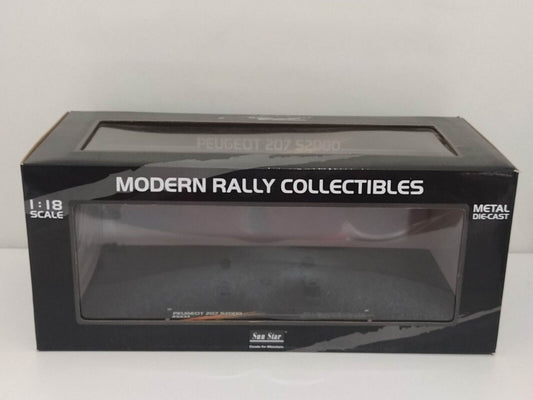 PEUGEOT 207 S2000
MODERN RALLY COLLECTIBLES
1:18
SCALE
METAL
DIE-CAST
PEUGEOT 207 S2000
Sun Star